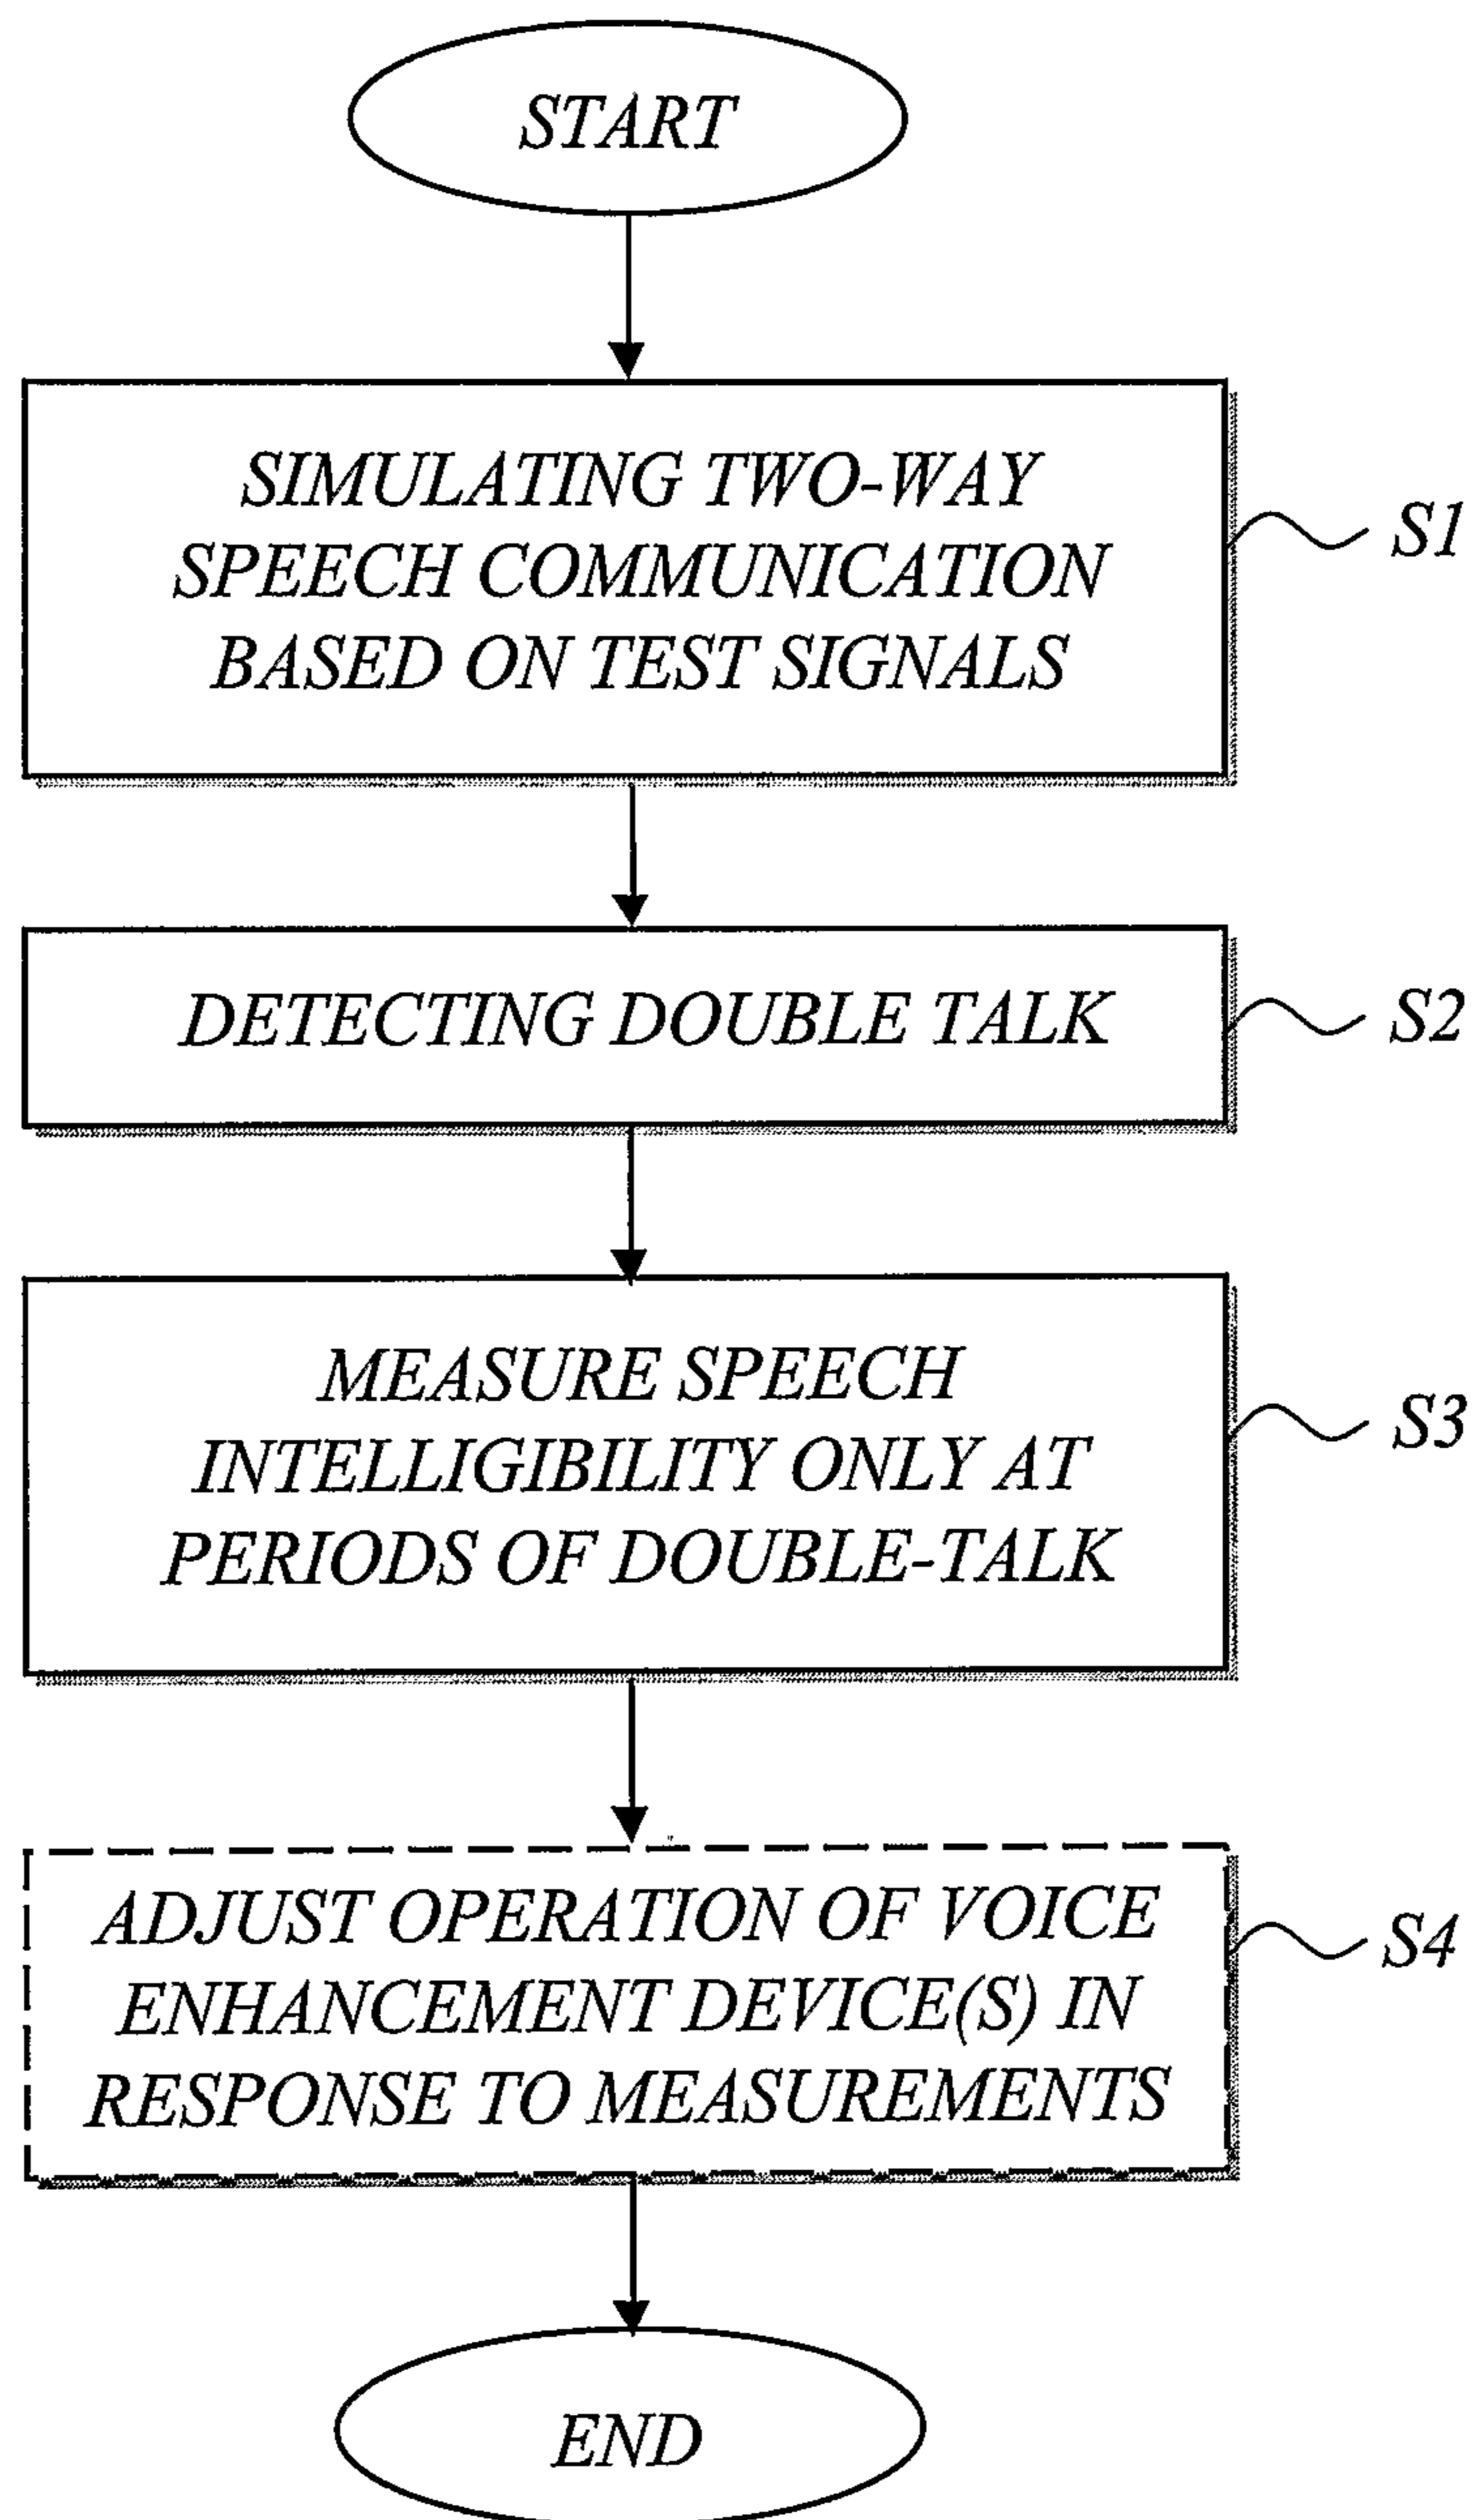 START
SIMULATING TWO-WAY
SPEECH COMMUNICATION
BASED ON TEST SIGNALS
S1
DETECTING DOUBLE TALK
S2
MEASURE SPEECH
INTELLIGIBILITY ONLY AT
PERIODS OF DOUBLE-TALK
S3
ADJUST OPERATION OF VOICE
ENHANCEMENT DEVICE(S) IN
RESPONSE TO MEASUREMENTS
S4
END